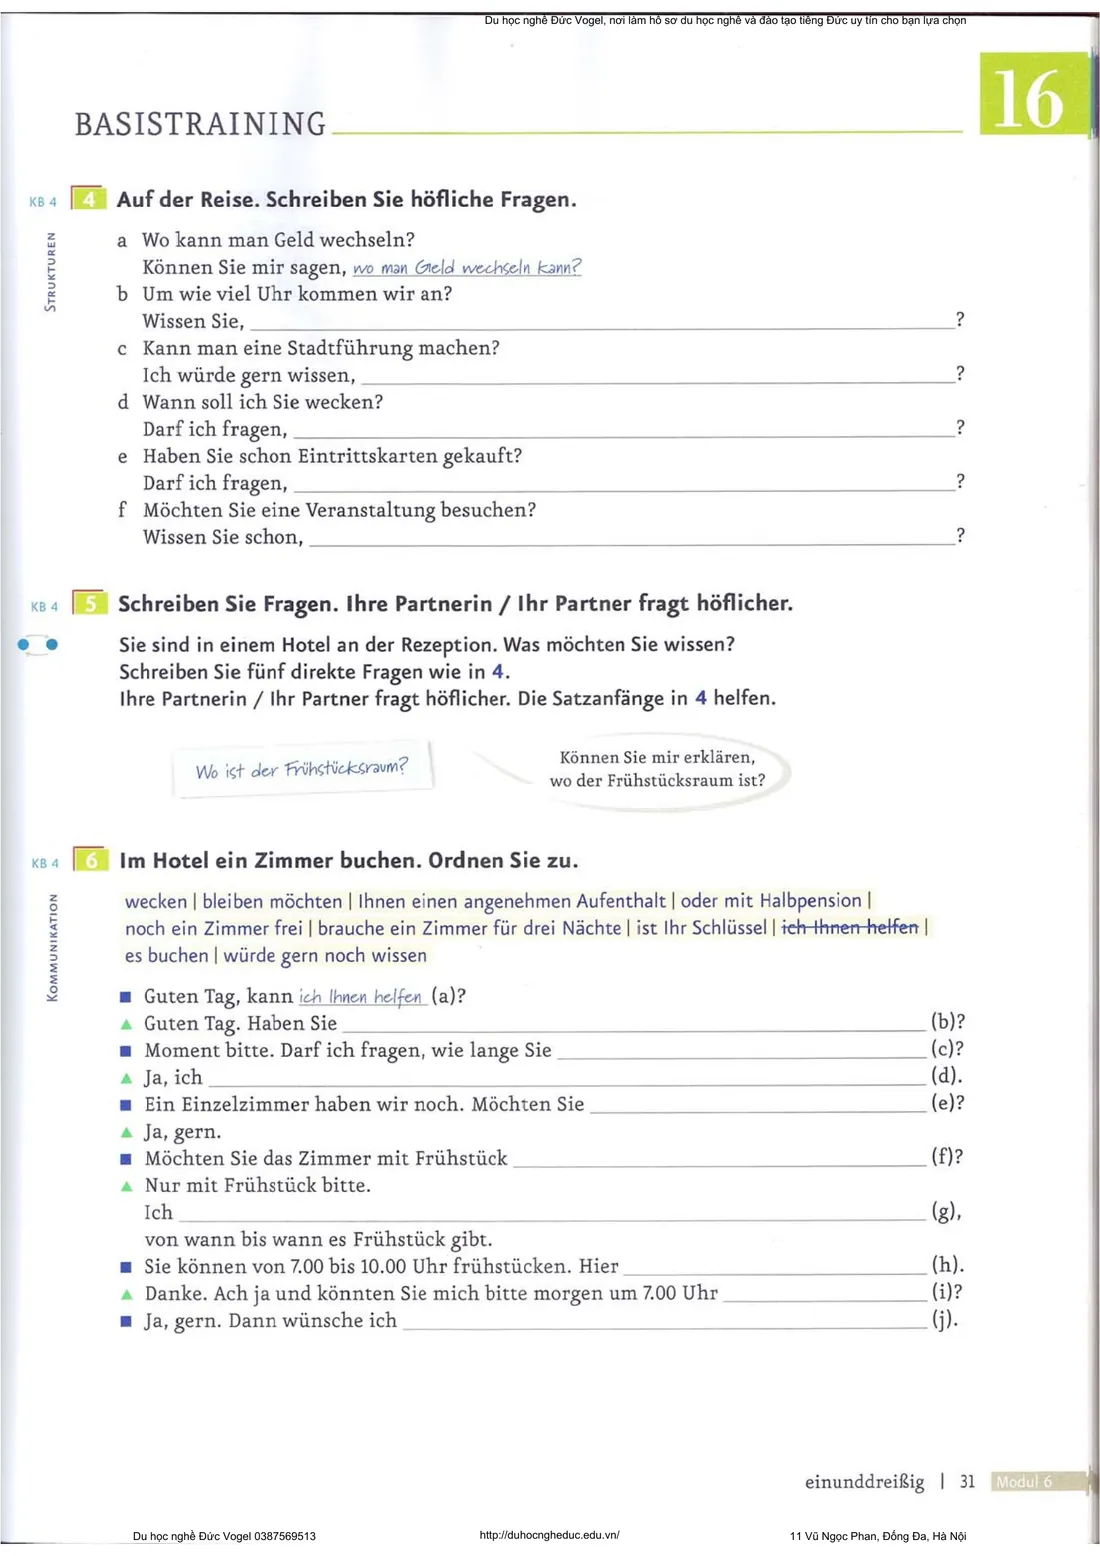 Du học nghề Đức Vogel, nơi làm hồ sơ du học nghề và đào tạo tiếng Đức uy tín cho bạn lựa chọn
16
BASISTRAINING
KB 4 4 Auf der Reise. Schreiben Sie höfliche Fragen.
STRUKTUREN
a Wo kann man Geld wechseln?
Können Sie mir sagen, wo man Geld wechseln kann?
b Um wie viel Uhr kommen wir an?
Wissen Sie, ?
c Kann man eine Stadtführung machen?
Ich würde gern wissen, ?
d Wann soll ich Sie wecken?
Darf ich fragen, ?
e Haben Sie schon Eintrittskarten gekauft?
Darf ich fragen, ?
f Möchten Sie eine Veranstaltung besuchen?
Wissen Sie schon, ?
KB 4 5 Schreiben Sie Fragen. Ihre Partnerin / Ihr Partner fragt höflicher.
Sie sind in einem Hotel an der Rezeption. Was möchten Sie wissen?
Schreiben Sie fünf direkte Fragen wie in 4.
Ihre Partnerin / Ihr Partner fragt höflicher. Die Satzanfänge in 4 helfen.
Wo ist der Frühstücksraum?
Können Sie mir erklären,
wo der Frühstücksraum ist?
KB 4 6 Im Hotel ein Zimmer buchen. Ordnen Sie zu.
KOMMUNIKATION
wecken | bleiben möchten | Ihnen einen angenehmen Aufenthalt | oder mit Halbpension |
noch ein Zimmer frei | brauche ein Zimmer für drei Nächte | ist Ihr Schlüssel | ich Ihnen helfen |
es buchen | würde gern noch wissen
■ Guten Tag, kann ich Ihnen helfen (a)?
▲ Guten Tag. Haben Sie (b)?
■ Moment bitte. Darf ich fragen, wie lange Sie (c)?
▲ Ja, ich (d).
■ Ein Einzelzimmer haben wir noch. Möchten Sie (e)?
▲ Ja, gern.
■ Möchten Sie das Zimmer mit Frühstück (f)?
▲ Nur mit Frühstück bitte.
Ich (g),
von wann bis wann es Frühstück gibt.
■ Sie können von 7.00 bis 10.00 Uhr frühstücken. Hier (h).
▲ Danke. Ach ja und könnten Sie mich bitte morgen um 7.00 Uhr (i)?
■ Ja, gern. Dann wünsche ich (j).
einunddreißig | 31 Modul 6
Du học nghề Đức Vogel 0387569513 http://duhocngheduc.edu.vn/ 11 Vũ Ngọc Phan, Đống Đa, Hà Nội